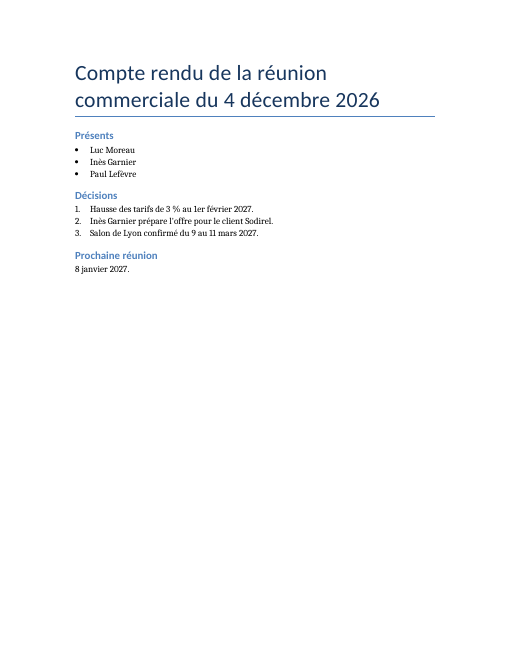 Compte rendu de la réunion
commerciale du 4 décembre 2026
Présents
• Luc Moreau
• Inès Garnier
• Paul Lefèvre
Décisions
1. Hausse des tarifs de 3 % au 1er février 2027.
2. Inès Garnier prépare l'offre pour le client Sodirel.
3. Salon de Lyon confirmé du 9 au 11 mars 2027.
Prochaine réunion
8 janvier 2027.